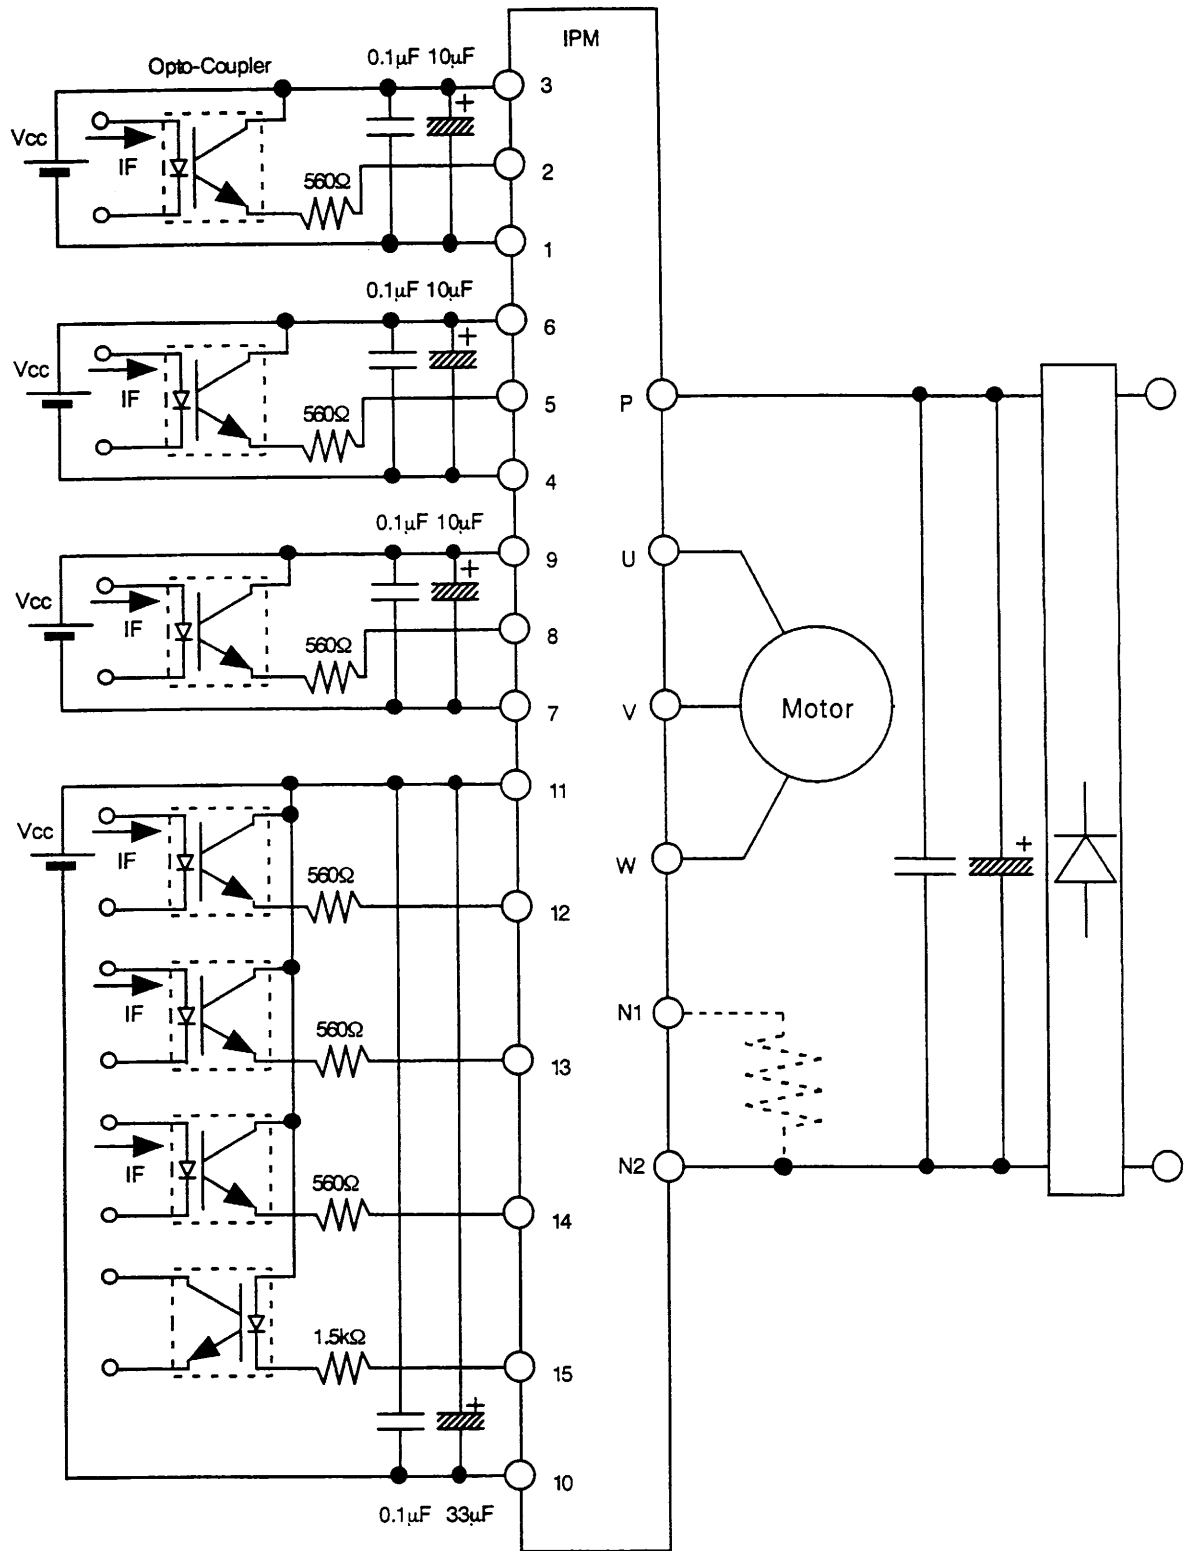 IPM
0.1µF 10µF
Opto-Coupler
3
+
Vcc
IF
2
560Ω
1
0.1µF 10µF
6
+
Vcc
IF
5
560Ω
4
P
0.1µF 10µF
9
+
U
Vcc
IF
8
560Ω
7
V
Motor
11
Vcc
IF
W
+
560Ω
12
IF
N1
560Ω
13
IF
N2
560Ω
14
1.5kΩ
15
+
10
0.1µF 33µF